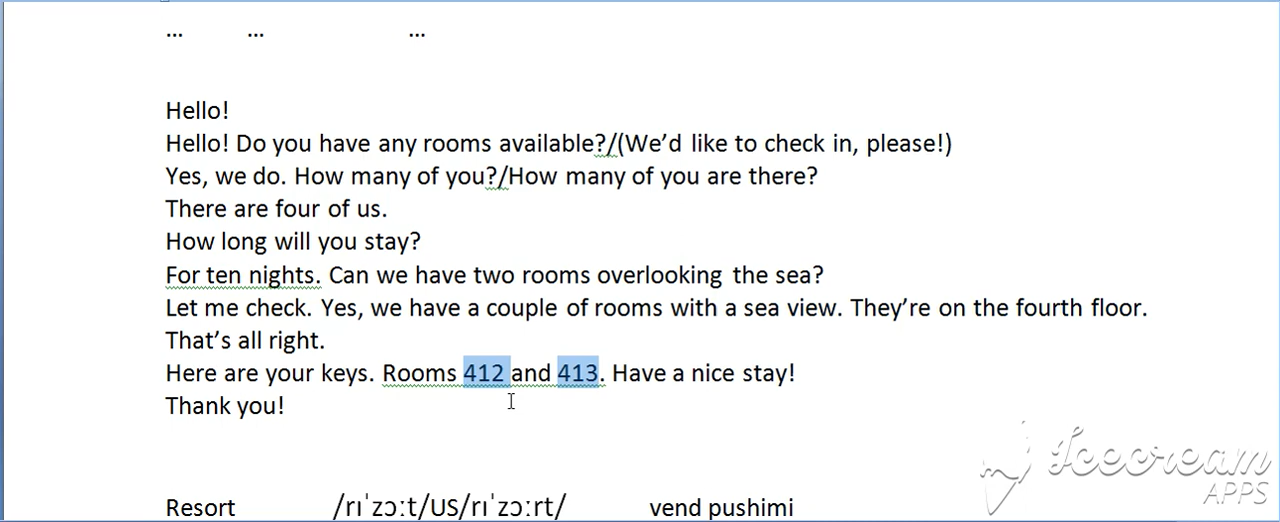 ... ... ...
Hello!
Hello! Do you have any rooms available?/(We’d like to check in, please!)
Yes, we do. How many of you?/How many of you are there?
There are four of us.
How long will you stay?
For ten nights. Can we have two rooms overlooking the sea?
Let me check. Yes, we have a couple of rooms with a sea view. They’re on the fourth floor.
That’s all right.
Here are your keys. Rooms 412 and 413. Have a nice stay!
Thank you!
Icecream
APPS
Resort /rɪˈzɔːt/US/rɪˈzɔːrt/ vend pushimi